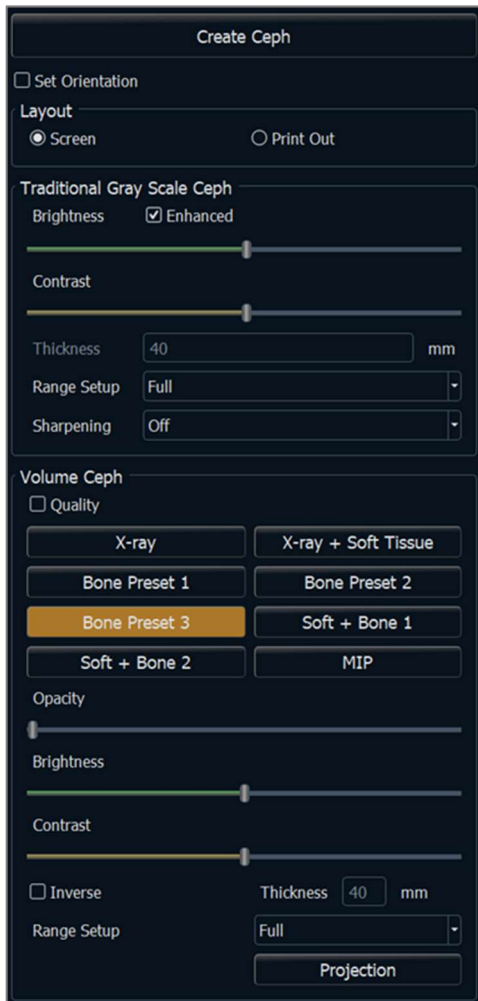 Create Ceph
Set Orientation
Layout
Screen Print Out
Traditional Gray Scale Ceph
Brightness Enhanced
Contrast
Thickness 40 mm
Range Setup Full
Sharpening Off
Volume Ceph
Quality
X-ray X-ray + Soft Tissue
Bone Preset 1 Bone Preset 2
Bone Preset 3 Soft + Bone 1
Soft + Bone 2 MIP
Opacity
Brightness
Contrast
Inverse Thickness 40 mm
Range Setup Full
Projection